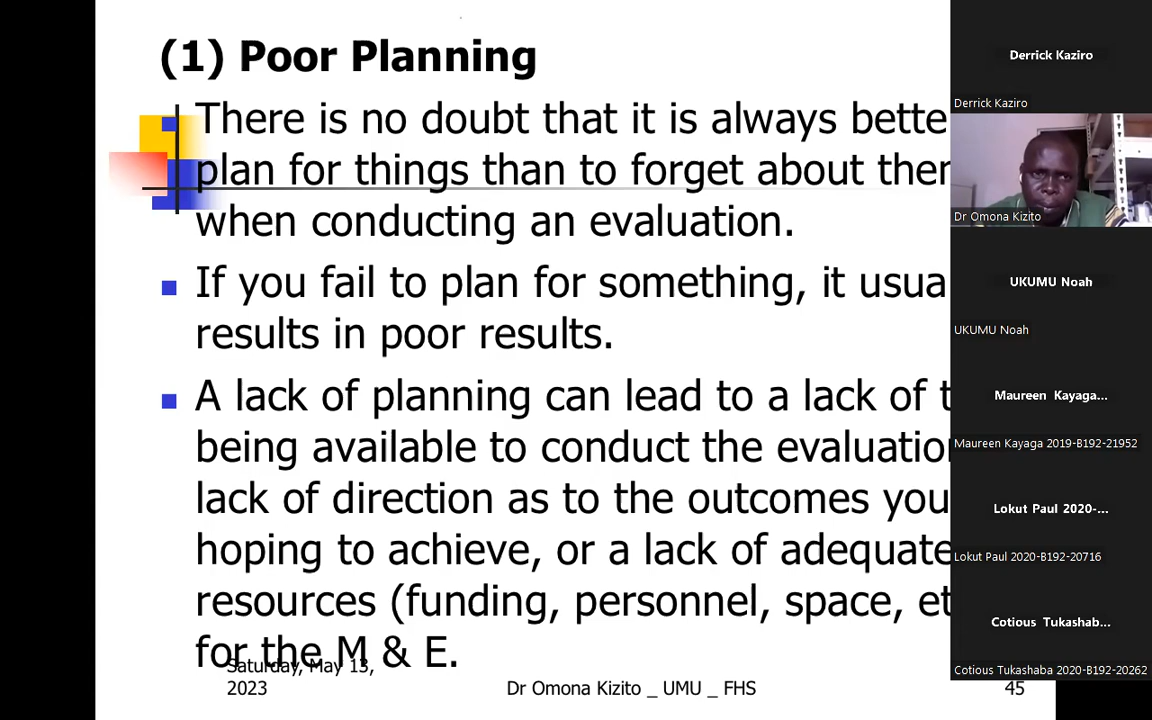 (1) Poor Planning
There is no doubt that it is always bette
plan for things than to forget about ther
when conducting an evaluation.
If you fail to plan for something, it usua
results in poor results.
A lack of planning can lead to a lack of t
being available to conduct the evaluation
lack of direction as to the outcomes you
hoping to achieve, or a lack of adequate
resources (funding, personnel, space, et
for the M & E.
Saturday, May 13,
2023
Dr Omona Kizito _ UMU _ FHS
45
Derrick Kaziro
Derrick Kaziro
Dr Omona Kizito
UKUMU Noah
UKUMU Noah
Maureen Kayaga...
Maureen Kayaga 2019-B192-21952
Lokut Paul 2020-...
Lokut Paul 2020-B192-20716
Cotious Tukashab...
Cotious Tukashaba 2020-B192-20262